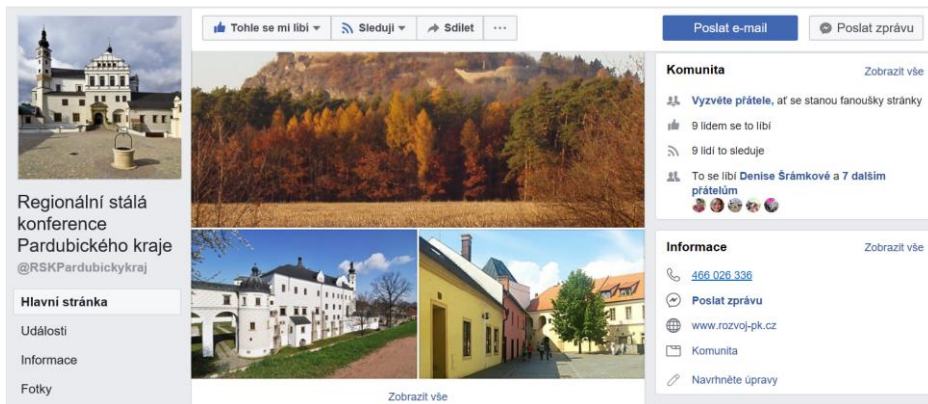 Tohle se mi líbí
Sleduji
Sdílet
...
Poslat e-mail
Poslat zprávu
Regionální stálá
konference
Pardubického kraje
@RSKPardubickykraj
Hlavní stránka
Události
Informace
Fotky
Zobrazit vše
Komunita
Zobrazit vše
Vyzvěte přátele, ať se stanou fanoušky stránky
9 lidem se to líbí
9 lidí to sleduje
To se líbí Denise Šrámkové a 7 dalším
přátelům
Informace
Zobrazit vše
466 026 336
Poslat zprávu
www.rozvoj-pk.cz
Komunita
Navrhněte úpravy